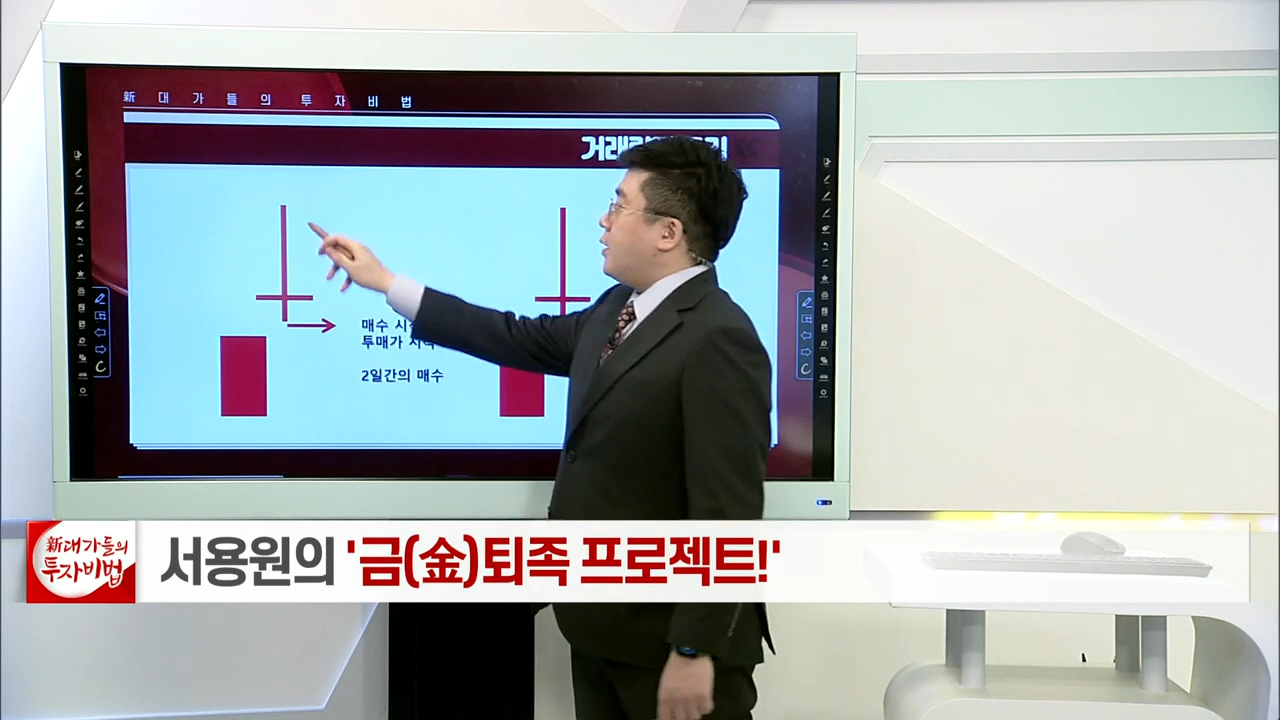 新 대 가 들 의 투 자 비 법
거래
매수 시
투매가
2일간의 매수
新대가들의
투자비법
서용원의 '금(金)퇴족 프로젝트!'